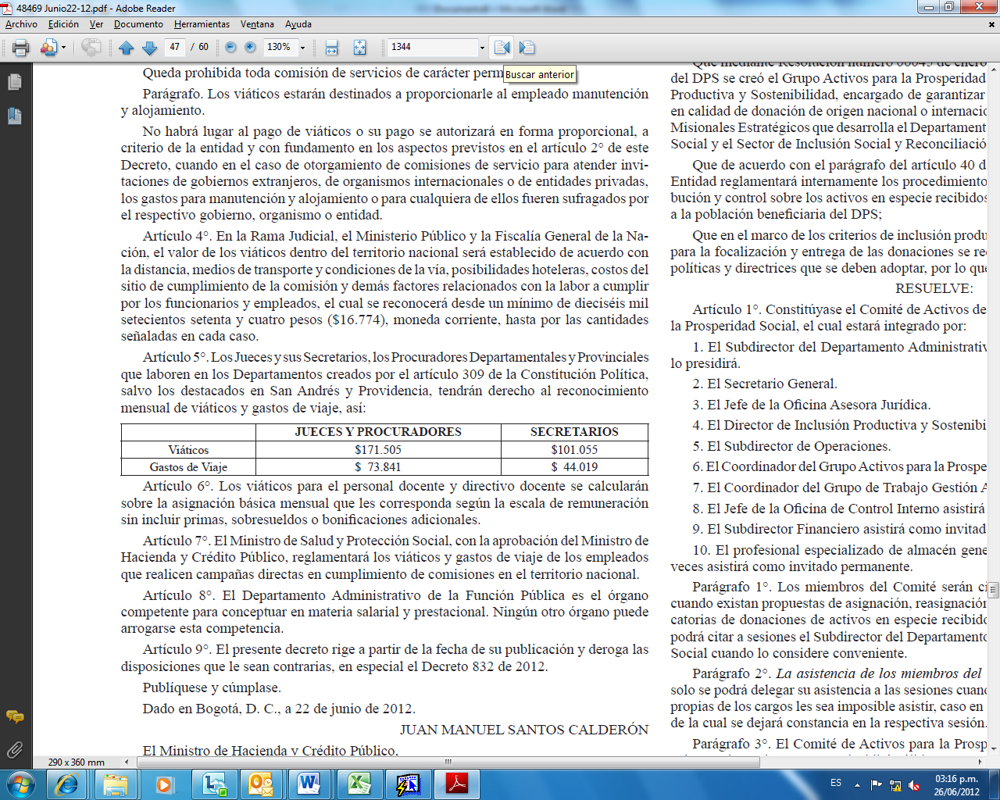 48469 Junio22-12.pdf - Adobe Reader
Archivo Edición Ver Documento Herramientas Ventana Ayuda
47 / 60 130% 1344
Buscar anterior
Queda prohibida toda comisión de servicios de carácter perm
Parágrafo. Los viáticos estarán destinados a proporcionarle al empleado manutención
y alojamiento.
No habrá lugar al pago de viáticos o su pago se autorizará en forma proporcional, a
criterio de la entidad y con fundamento en los aspectos previstos en el artículo 2° de este
Decreto, cuando en el caso de otorgamiento de comisiones de servicio para atender invi-
taciones de gobiernos extranjeros, de organismos internacionales o de entidades privadas,
los gastos para manutención y alojamiento o para cualquiera de ellos fueren sufragados por
el respectivo gobierno, organismo o entidad.
Artículo 4°. En la Rama Judicial, el Ministerio Público y la Fiscalía General de la Na-
ción, el valor de los viáticos dentro del territorio nacional será establecido de acuerdo con
la distancia, medios de transporte y condiciones de la vía, posibilidades hoteleras, costos del
sitio de cumplimiento de la comisión y demás factores relacionados con la labor a cumplir
por los funcionarios y empleados, el cual se reconocerá desde un mínimo de dieciséis mil
setecientos setenta y cuatro pesos ($16.774), moneda corriente, hasta por las cantidades
señaladas en cada caso.
Artículo 5°. Los Jueces y sus Secretarios, los Procuradores Departamentales y Provinciales
que laboren en los Departamentos creados por el artículo 309 de la Constitución Política,
salvo los destacados en San Andrés y Providencia, tendrán derecho al reconocimiento
mensual de viáticos y gastos de viaje, así:
JUECES Y PROCURADORES SECRETARIOS
Viáticos $171.505 $101.055
Gastos de Viaje $ 73.841 $ 44.019
Artículo 6°. Los viáticos para el personal docente y directivo docente se calcularán
sobre la asignación básica mensual que les corresponda según la escala de remuneración
sin incluir primas, sobresueldos o bonificaciones adicionales.
Artículo 7°. El Ministro de Salud y Protección Social, con la aprobación del Ministro de
Hacienda y Crédito Público, reglamentará los viáticos y gastos de viaje de los empleados
que realicen campañas directas en cumplimiento de comisiones en el territorio nacional.
Artículo 8°. El Departamento Administrativo de la Función Pública es el órgano
competente para conceptuar en materia salarial y prestacional. Ningún otro órgano puede
arrogarse esta competencia.
Artículo 9°. El presente decreto rige a partir de la fecha de su publicación y deroga las
disposiciones que le sean contrarias, en especial el Decreto 832 de 2012.
Publíquese y cúmplase.
Dado en Bogotá, D. C., a 22 de junio de 2012.
JUAN MANUEL SANTOS CALDERÓN
El Ministro de Hacienda y Crédito Público,
Que mediante Resolución número 00045 de enero
del DPS se creó el Grupo Activos para la Prosperidad
Productiva y Sostenibilidad, encargado de garantizar
en calidad de donación de origen nacional o internacio
Misionales Estratégicos que desarrolla el Departament
Social y el Sector de Inclusión Social y Reconciliació
Que de acuerdo con el parágrafo del artículo 40 d
Entidad reglamentará internamente los procedimiento
bución y control sobre los activos en especie recibidos
a la población beneficiaria del DPS;
Que en el marco de los criterios de inclusión produ
para la focalización y entrega de las donaciones se re
políticas y directrices que se deben adoptar, por lo que
RESUELVE:
Artículo 1°. Constitúyase el Comité de Activos de
la Prosperidad Social, el cual estará integrado por:
1. El Subdirector del Departamento Administrativ
lo presidirá.
2. El Secretario General.
3. El Jefe de la Oficina Asesora Jurídica.
4. El Director de Inclusión Productiva y Sostenibi
5. El Subdirector de Operaciones.
6. El Coordinador del Grupo Activos para la Prospe
7. El Coordinador del Grupo de Trabajo Gestión A
8. El Jefe de la Oficina de Control Interno asistirá
9. El Subdirector Financiero asistirá como invitad
10. El profesional especializado de almacén gene
veces asistirá como invitado permanente.
Parágrafo 1°. Los miembros del Comité serán ci
cuando existan propuestas de asignación, reasignación
catorias de donaciones de activos en especie recibido
podrá citar a sesiones el Subdirector del Departamento
Social cuando lo considere conveniente.
Parágrafo 2°. La asistencia de los miembros del
solo se podrá delegar su asistencia a las sesiones cuand
propias de los cargos les sea imposible asistir, caso en
de la cual se dejará constancia en la respectiva sesión.
Parágrafo 3°. El Comité de Activos para la Prosp
290 x 360 mm
ES 03:16 p.m.
26/06/2012